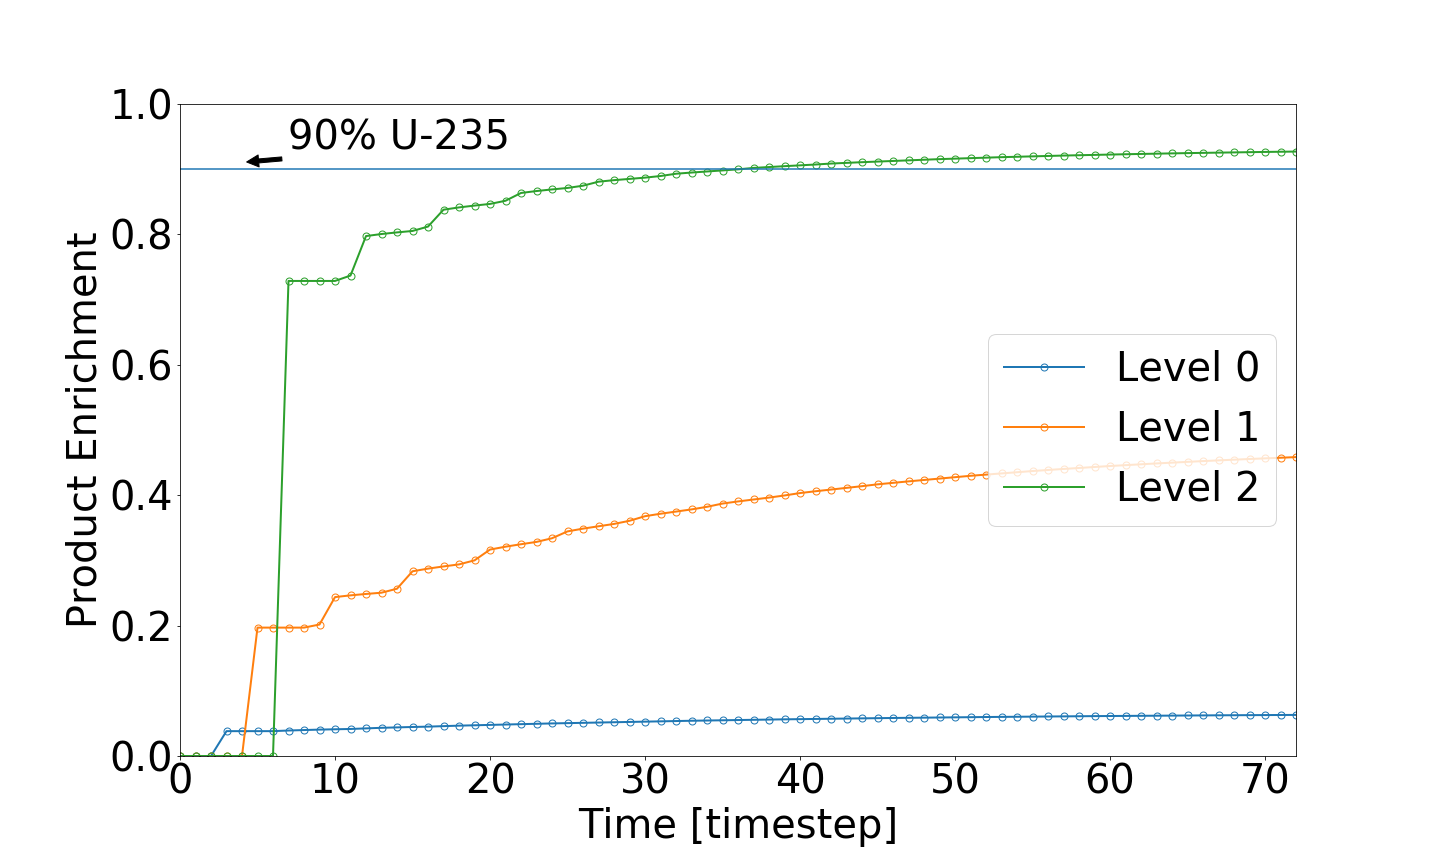 90% U-235
1.0
0.8
0.6
0.4
0.2
0.0
Product Enrichment
Level 0
Level 1
Level 2
0 10 20 30 40 50 60 70
Time [timestep]